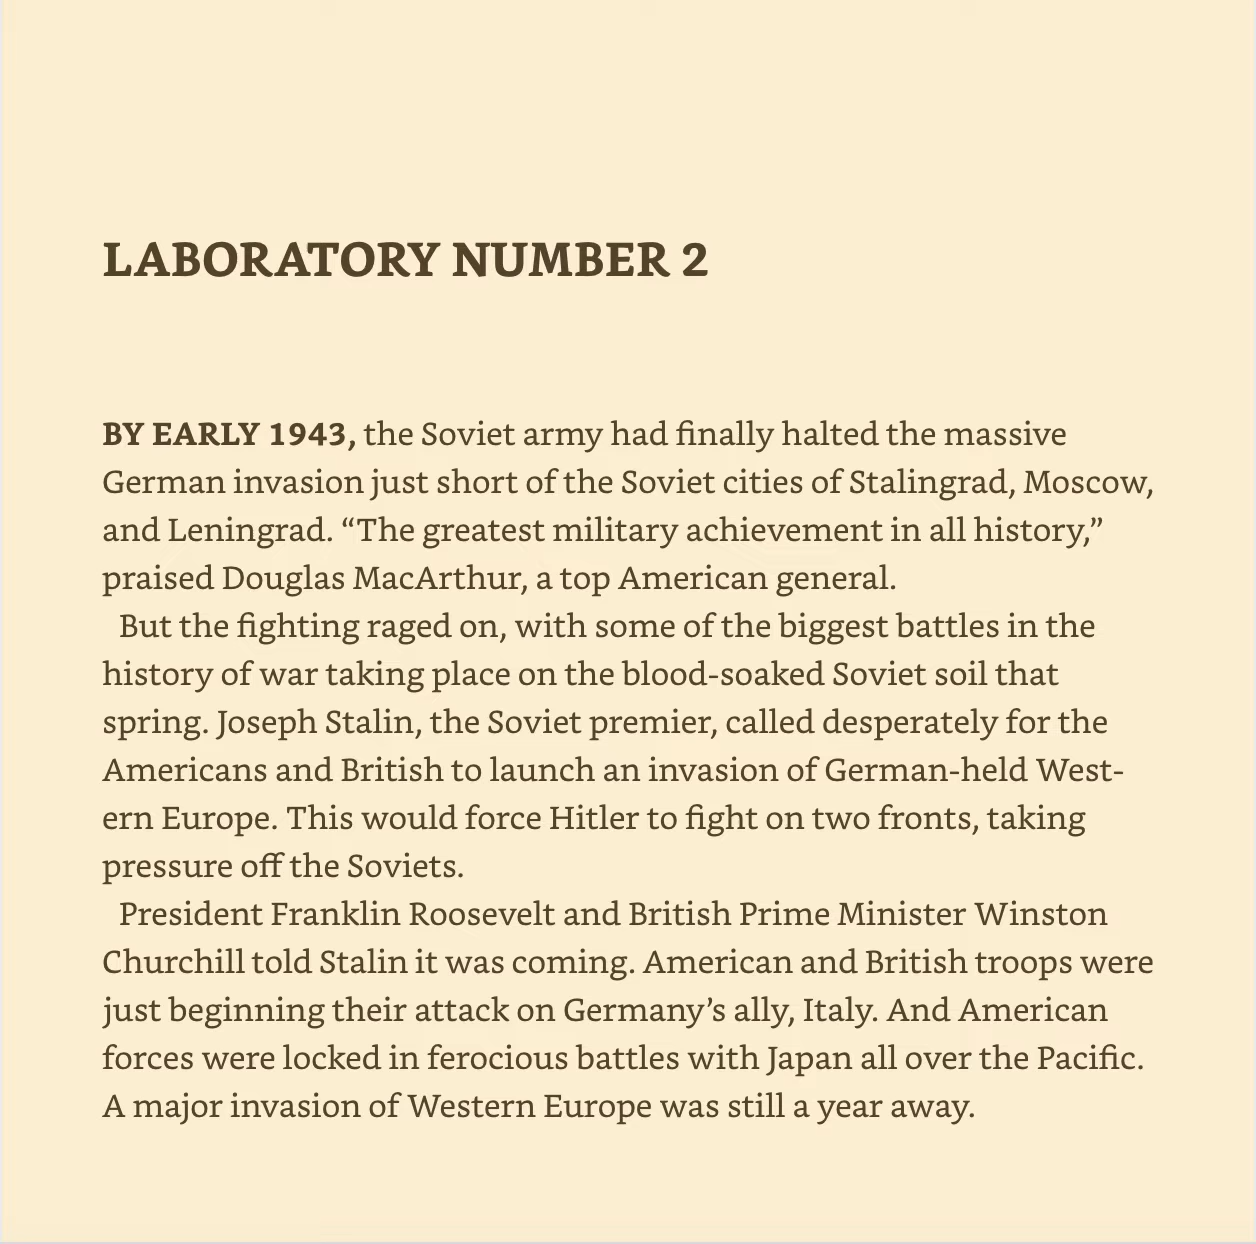 LABORATORY NUMBER 2
BY EARLY 1943, the Soviet army had finally halted the massive
German invasion just short of the Soviet cities of Stalingrad, Moscow,
and Leningrad. “The greatest military achievement in all history,”
praised Douglas MacArthur, a top American general.
But the fighting raged on, with some of the biggest battles in the
history of war taking place on the blood-soaked Soviet soil that
spring. Joseph Stalin, the Soviet premier, called desperately for the
Americans and British to launch an invasion of German-held West-
ern Europe. This would force Hitler to fight on two fronts, taking
pressure off the Soviets.
President Franklin Roosevelt and British Prime Minister Winston
Churchill told Stalin it was coming. American and British troops were
just beginning their attack on Germany’s ally, Italy. And American
forces were locked in ferocious battles with Japan all over the Pacific.
A major invasion of Western Europe was still a year away.